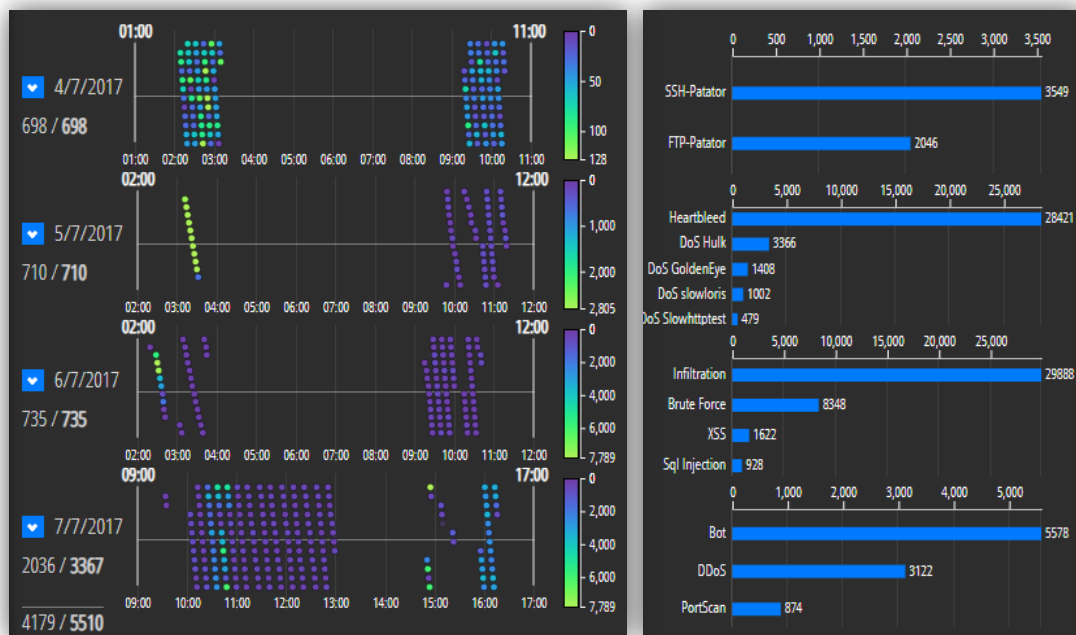 01:00 11:00
0
50
100
128
4/7/2017
698 / 698
01:00 02:00 03:00 04:00 05:00 06:00 07:00 08:00 09:00 10:00 11:00
02:00 12:00
0
1,000
2,000
2,805
5/7/2017
710 / 710
02:00 03:00 04:00 05:00 06:00 07:00 08:00 09:00 10:00 11:00 12:00
02:00 12:00
0
2,000
4,000
6,000
7,789
6/7/2017
735 / 735
02:00 03:00 04:00 05:00 06:00 07:00 08:00 09:00 10:00 11:00 12:00
09:00 17:00
0
2,000
4,000
6,000
7,789
7/7/2017
2036 / 3367
09:00 10:00 11:00 12:00 13:00 14:00 15:00 16:00 17:00
4179 / 5510
0 500 1,000 1,500 2,000 2,500 3,000 3,500
SSH-Patator 3549
FTP-Patator 2046
0 5,000 10,000 15,000 20,000 25,000
Heartbleed 28421
DoS Hulk 3366
DoS GoldenEye 1408
DoS slowloris 1002
DoS Slowhttptest 479
0 5,000 10,000 15,000 20,000 25,000
Infiltration 29888
Brute Force 8348
XSS 1622
Sql Injection 928
0 1,000 2,000 3,000 4,000 5,000
Bot 5578
DDoS 3122
PortScan 874